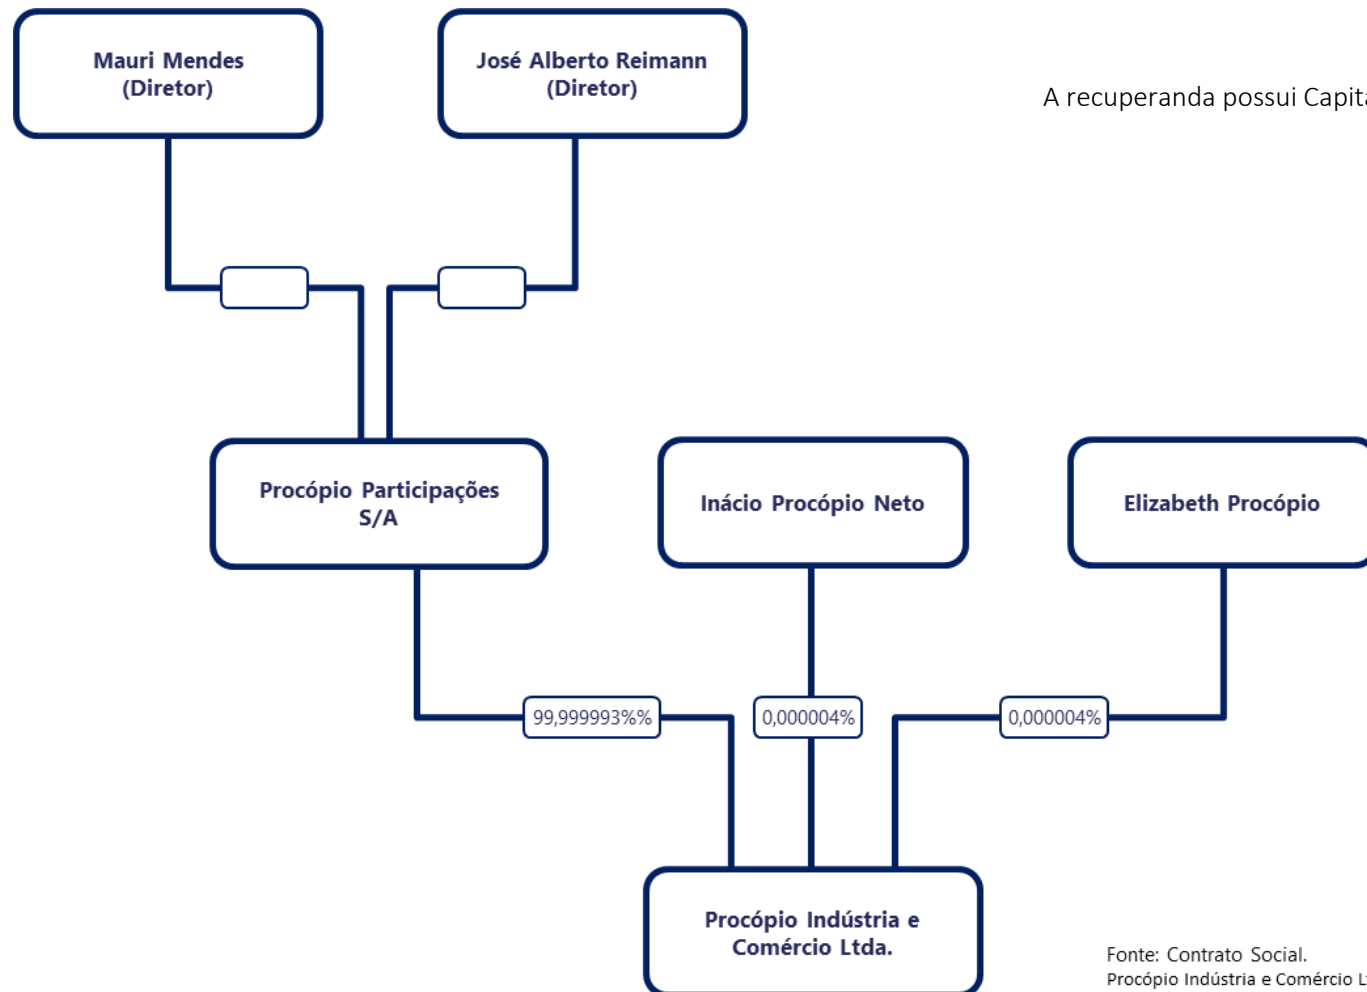 Mauri Mendes
(Diretor)
José Alberto Reimann
(Diretor)
A recuperanda possui
Procópio Participações
S/A
Inácio Procópio Neto
Elizabeth Procópio
99,999993%%
0,000004%
0,000004%
Procópio Indústria e
Comércio Ltda.
Fonte: Contrato Social.
Procópio Indústria e Comércio